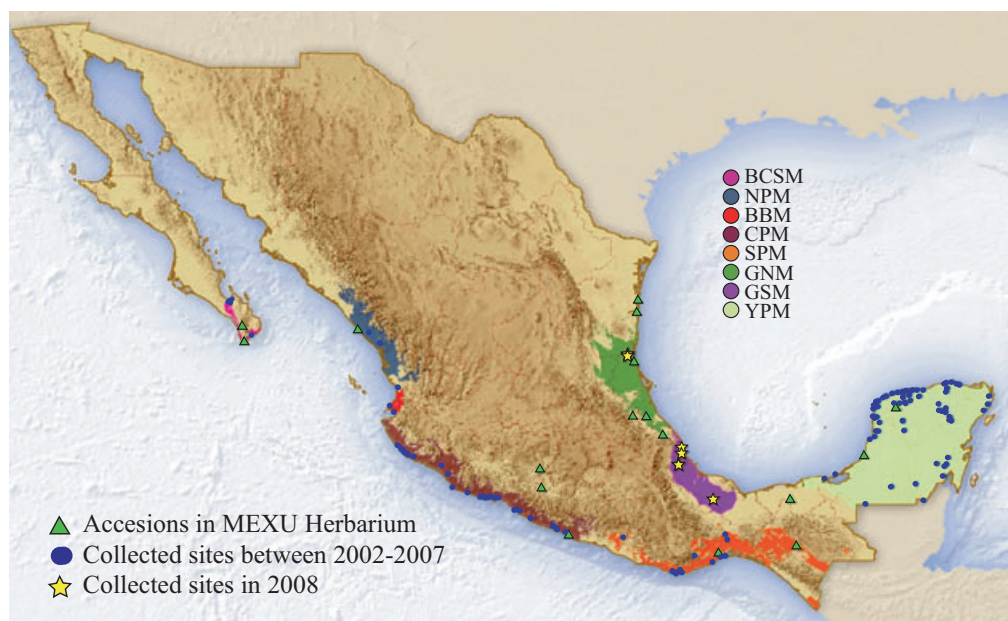 BCSM
NPM
BBM
CPM
SPM
GNM
GSM
YPM
Accesions in MEXU Herbarium
Collected sites between 2002-2007
Collected sites in 2008